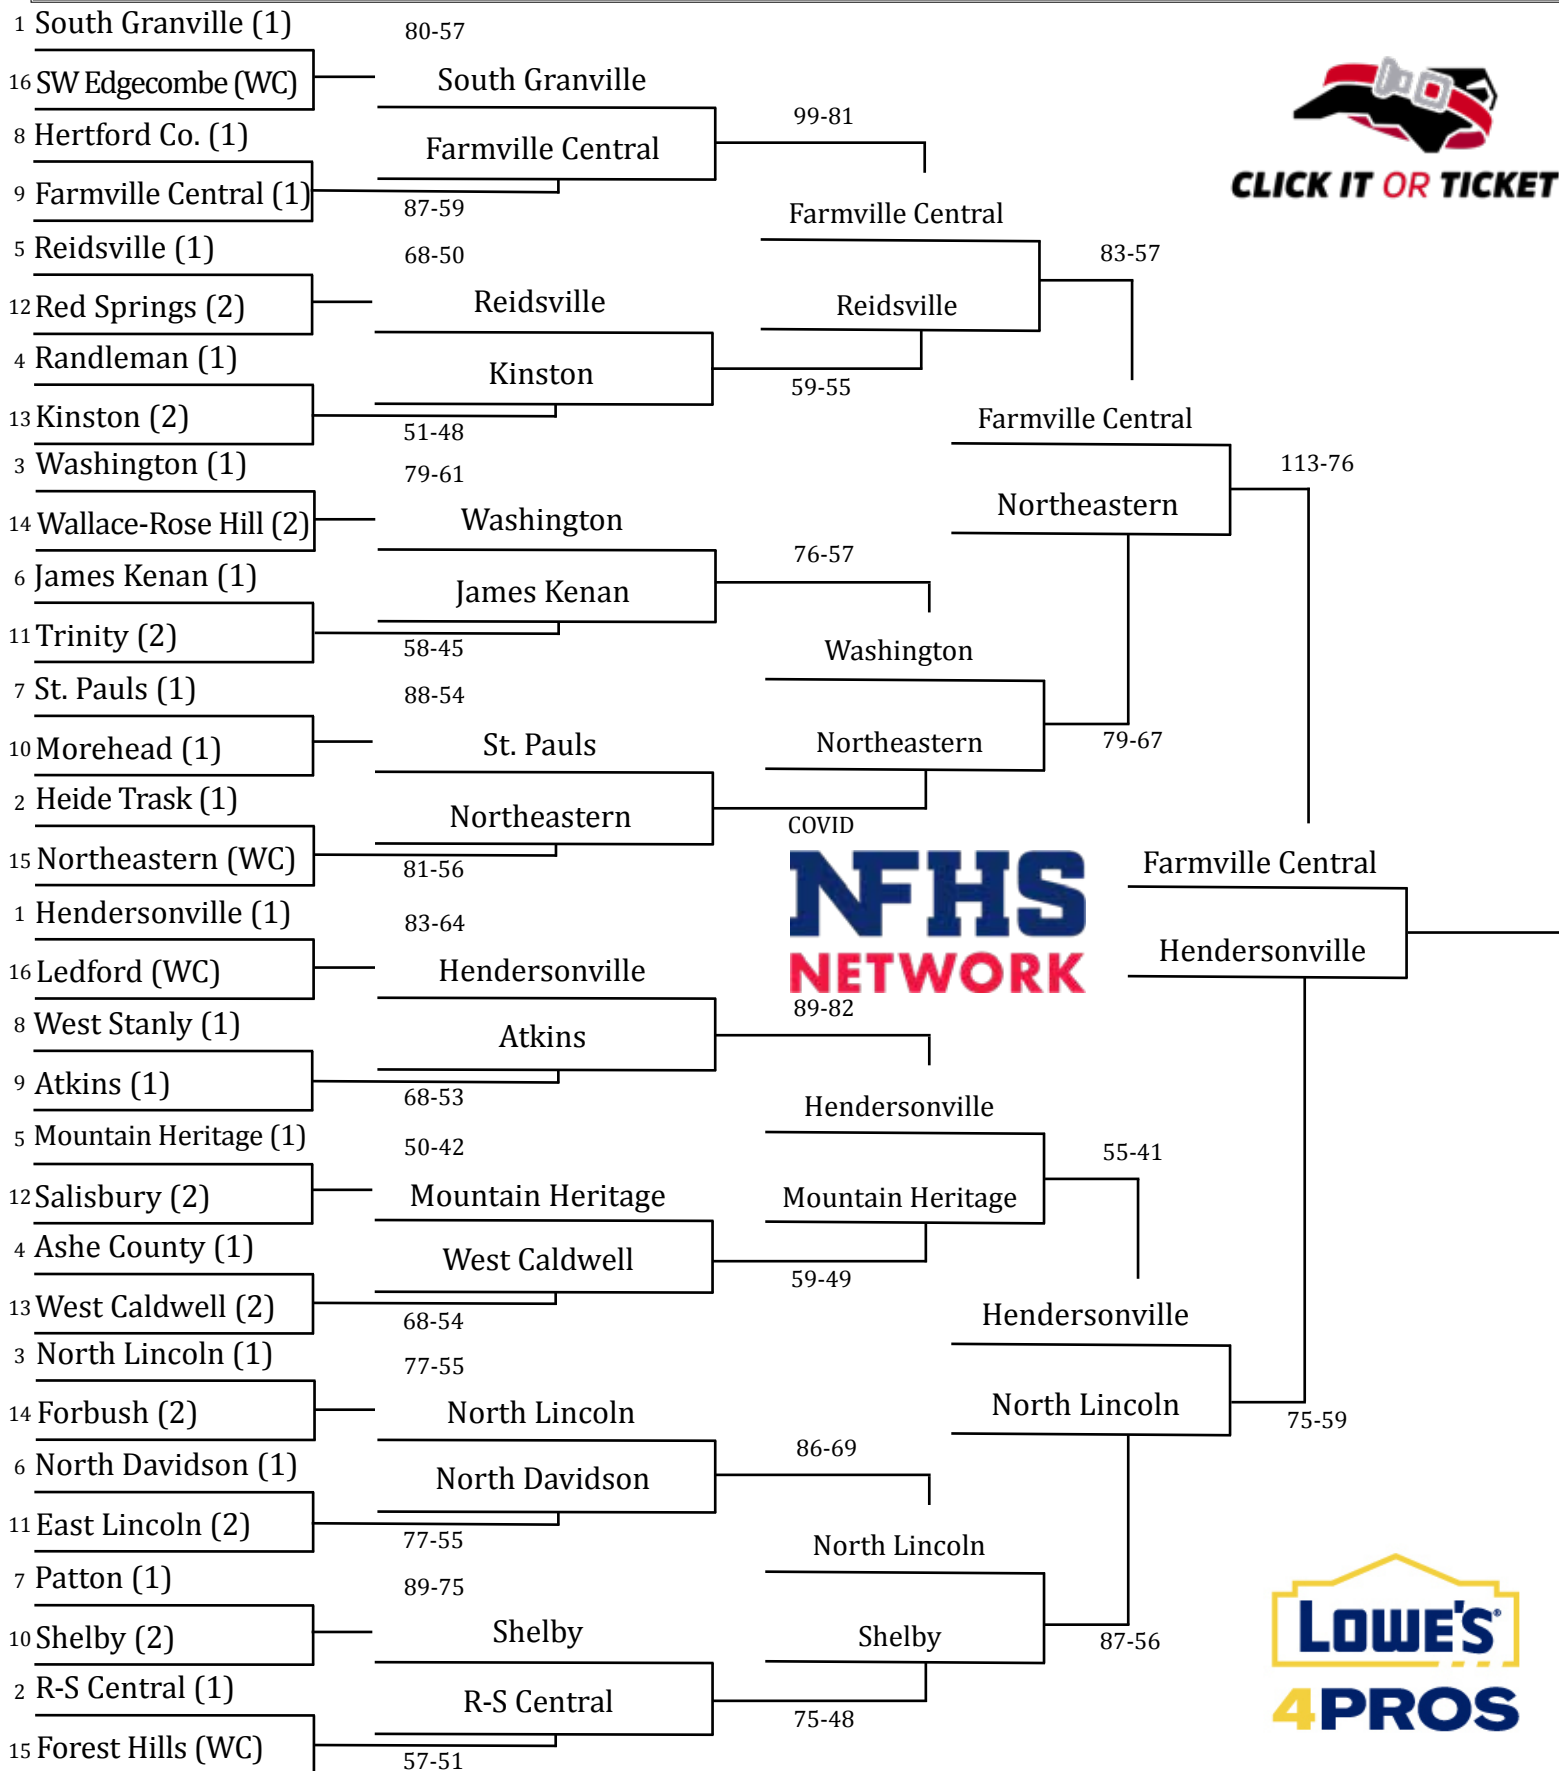 1 South Granville (1)
80-57
16 SW Edgecombe (WC)
South Granville
8 Hertford Co. (1)
99-81
Farmville Central
9 Farmville Central (1)
87-59
CLICK IT OR TICKET
Farmville Central
5 Reidsville (1)
68-50
83-57
12 Red Springs (2)
Reidsville
Reidsville
4 Randleman (1)
Kinston
59-55
13 Kinston (2)
51-48
Farmville Central
3 Washington (1)
79-61
113-76
14 Wallace-Rose Hill (2)
Washington
Northeastern
76-57
6 James Kenan (1)
James Kenan
11 Trinity (2)
58-45
Washington
7 St. Pauls (1)
88-54
10 Morehead (1)
St. Pauls
Northeastern
79-67
2 Heide Trask (1)
Northeastern
COVID
15 Northeastern (WC)
81-56
NFHS
NETWORK
Farmville Central
1 Hendersonville (1)
83-64
16 Ledford (WC)
Hendersonville
Hendersonville
89-82
8 West Stanly (1)
Atkins
9 Atkins (1)
68-53
Hendersonville
5 Mountain Heritage (1)
50-42
55-41
12 Salisbury (2)
Mountain Heritage
Mountain Heritage
4 Ashe County (1)
West Caldwell
59-49
13 West Caldwell (2)
68-54
Hendersonville
3 North Lincoln (1)
77-55
14 Forbush (2)
North Lincoln
North Lincoln
75-59
86-69
6 North Davidson (1)
North Davidson
11 East Lincoln (2)
77-55
North Lincoln
7 Patton (1)
89-75
10 Shelby (2)
Shelby
Shelby
87-56
2 R-S Central (1)
R-S Central
75-48
15 Forest Hills (WC)
57-51
LOWE'S®
4PROS